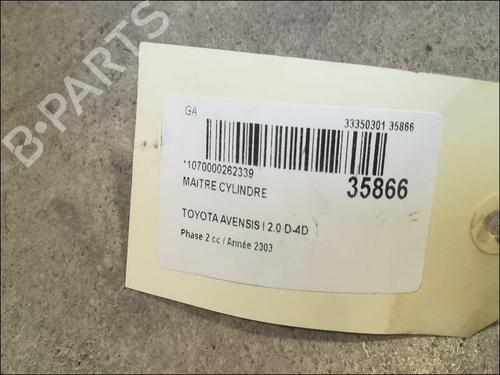 B-PARTS
GA
33350301 35866
*1070000262339
MAITRE CYLINDRE
35866
TOYOTA AVENSIS I 2.0 D-4D
Phase 2 cc / Année 2003